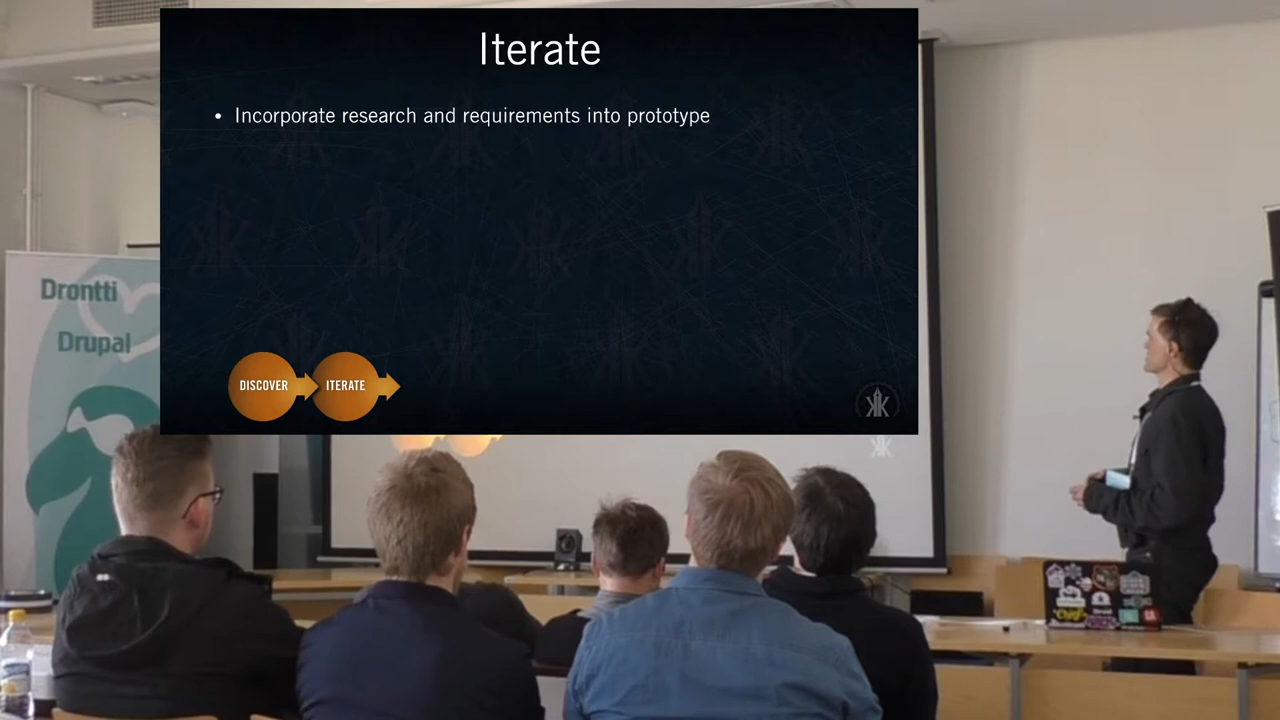 Iterate
• Incorporate research and requirements into prototype
DISCOVER
ITERATE
Drontti
Drupal